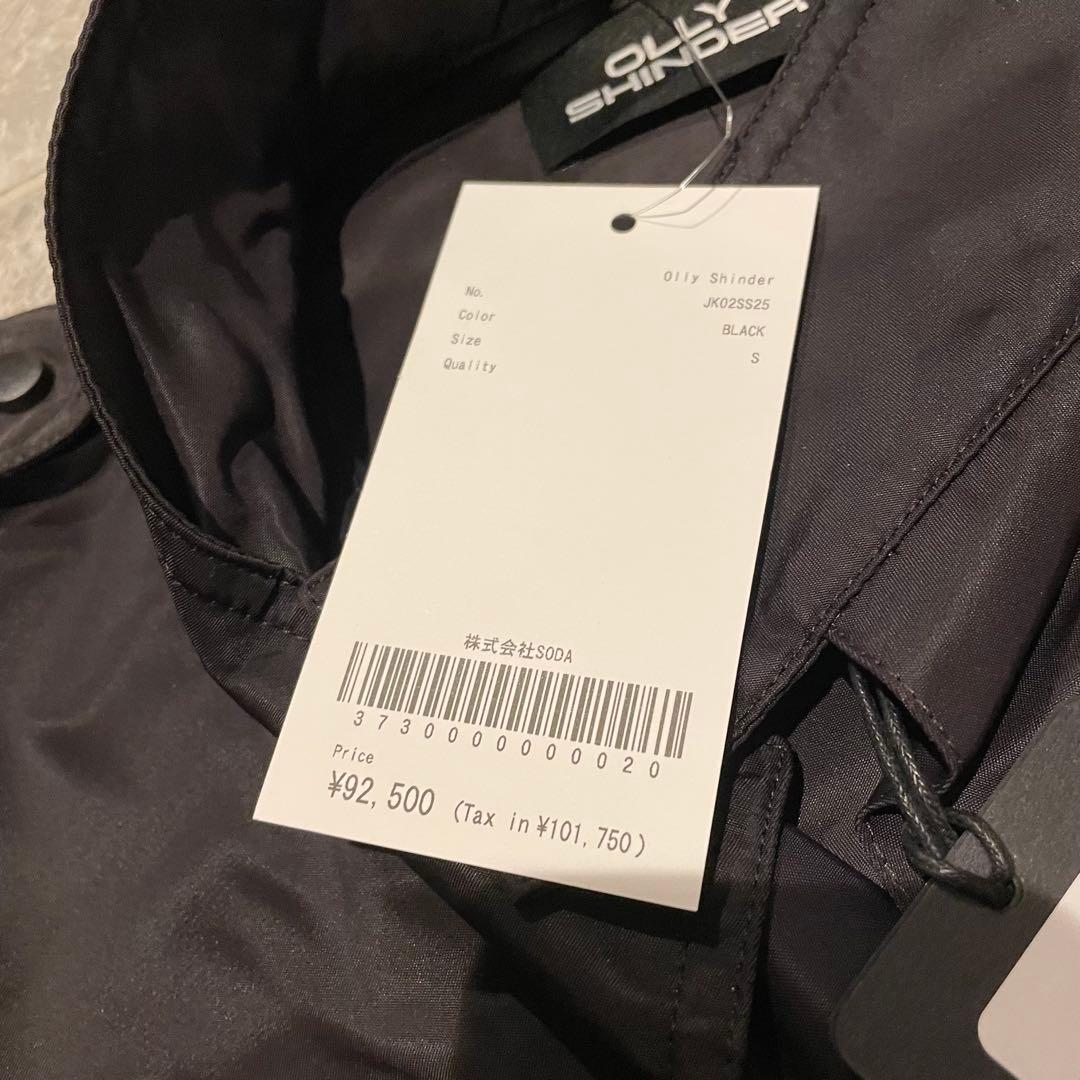 OLLY
SHINDER
Olly Shinder
No. JK02SS25
Color BLACK
Size S
Quality
株式会社SODA
3730000000020
Price
¥92,500 (Tax in ¥101,750)